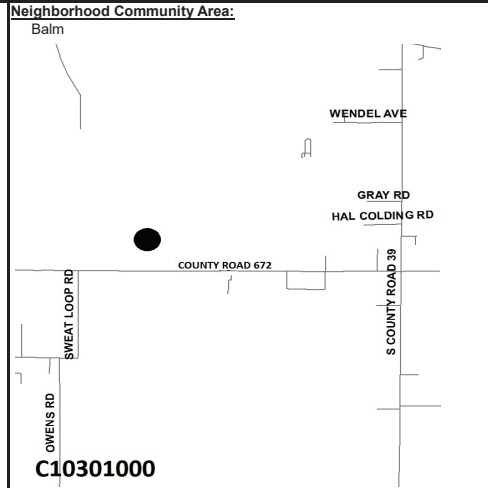 Neighborhood Community Area:
Balm
WENDEL AVE
GRAY RD
HAL COLDING RD
COUNTY ROAD 672
S COUNTY ROAD 39
SWEAT LOOP RD
OWENS RD
C10301000